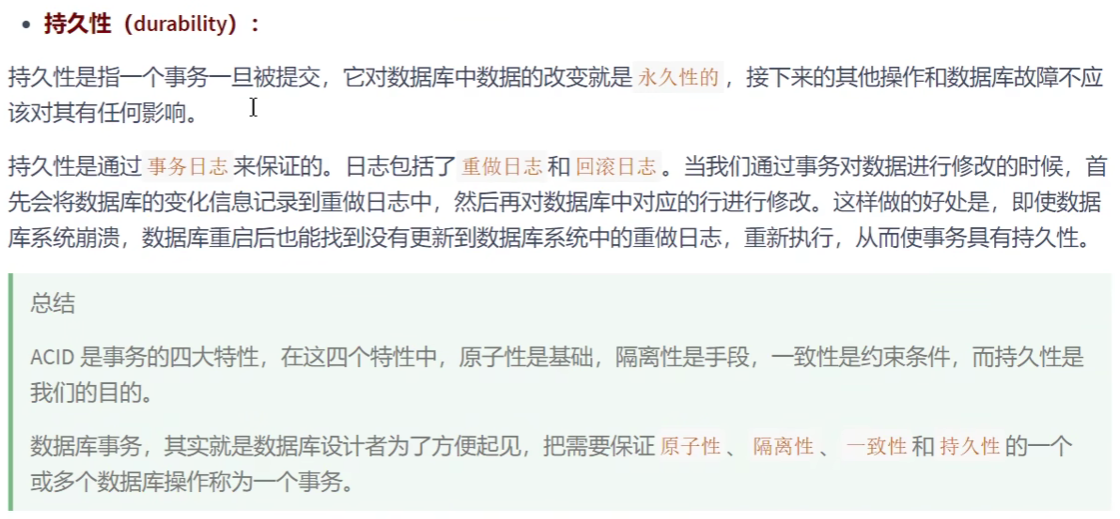 • 持久性（durability）：
持久性是指一个事务一旦被提交，它对数据库中数据的改变就是 永久性的 ，接下来的其他操作和数据库故障不应
该对其有任何影响。
持久性是通过 事务日志 来保证的。日志包括了 重做日志 和 回滚日志 。当我们通过事务对数据进行修改的时候，首
先会将数据库的变化信息记录到重做日志中，然后再对数据库中对应的行进行修改。这样做的好处是，即使数据
库系统崩溃，数据库重启后也能找到没有更新到数据库系统中的重做日志，重新执行，从而使事务具有持久性。
总结
ACID 是事务的四大特性，在这四个特性中，原子性是基础，隔离性是手段，一致性是约束条件，而持久性是
我们的目的。
数据库事务，其实就是数据库设计者为了方便起见，把需要保证 原子性 、 隔离性 、 一致性 和 持久性 的一个
或多个数据库操作称为一个事务。